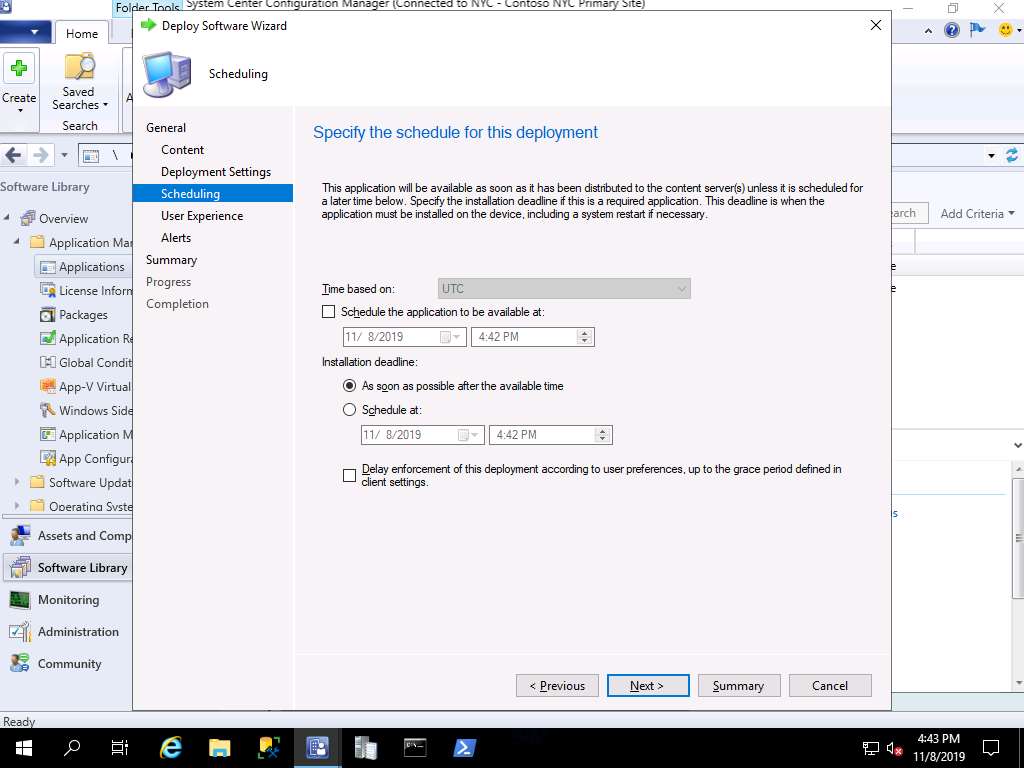 Folder Tools
System Center Configuration Manager (Connected to NYC - Contoso NYC Primary Site)
Home
Create
Saved
Searches
Search
\
Software Library
Overview
Application Mar
Applications
License Inforn
Packages
Application Re
Global Condit
App-V Virtual
Windows Side
Application M
App Configura
Software Updat
Operating Syste
Assets and Comp
Software Library
Monitoring
Administration
Community
Ready
Deploy Software Wizard
Scheduling
General
Content
Deployment Settings
Scheduling
User Experience
Alerts
Summary
Progress
Completion
Specify the schedule for this deployment
This application will be available as soon as it has been distributed to the content server(s) unless it is scheduled for
a later time below. Specify the installation deadline if this is a required application. This deadline is when the
application must be installed on the device, including a system restart if necessary.
Time based on: UTC
Schedule the application to be available at:
11/ 8/2019 4:42 PM
Installation deadline:
As soon as possible after the available time
Schedule at:
11/ 8/2019 4:42 PM
Delay enforcement of this deployment according to user preferences, up to the grace period defined in
client settings.
< Previous Next > Summary Cancel
earch Add Criteria
e
e
s
4:43 PM
11/8/2019